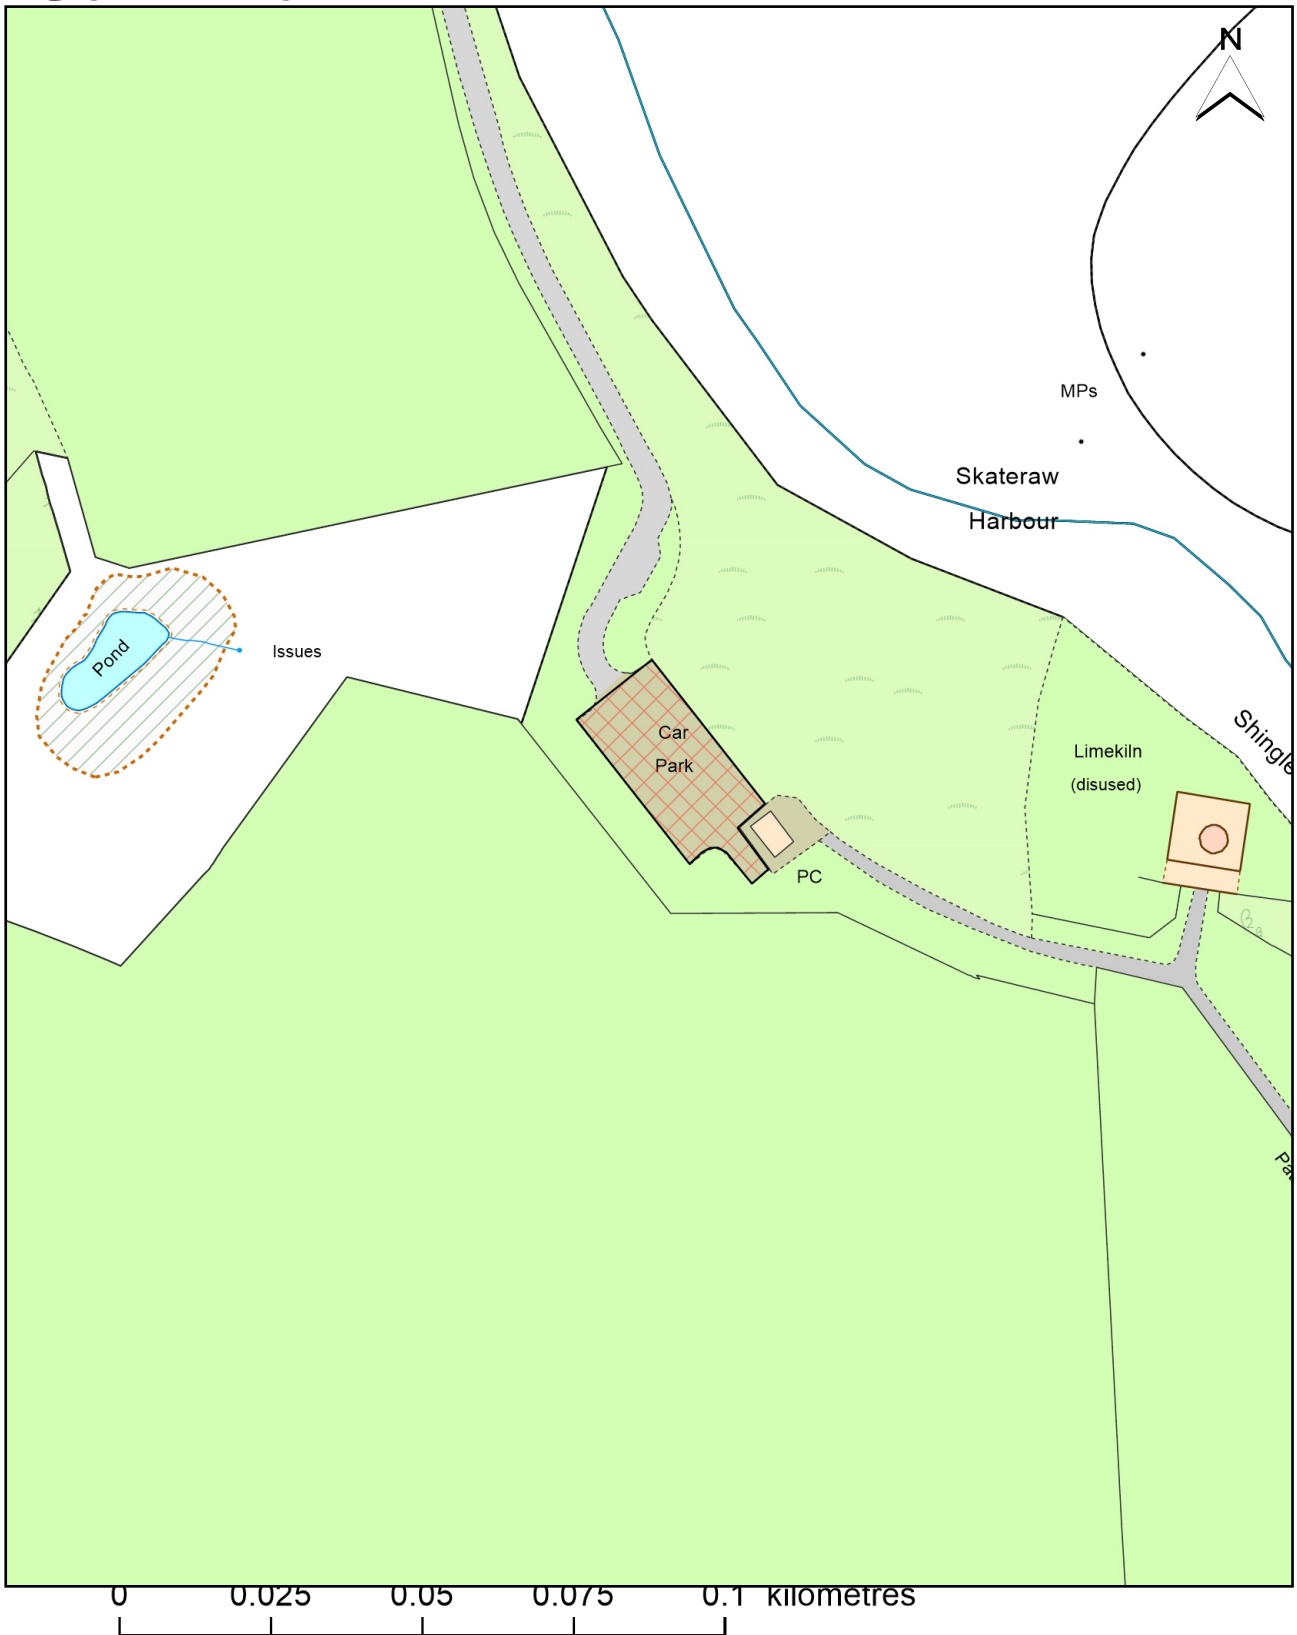 N
MPs
Skateraw
Harbour
Pond
Issues
Shingle
Car
Park
Limekiln
(disused)
PC
0 0.025 0.05 0.075 0.1 kilometres